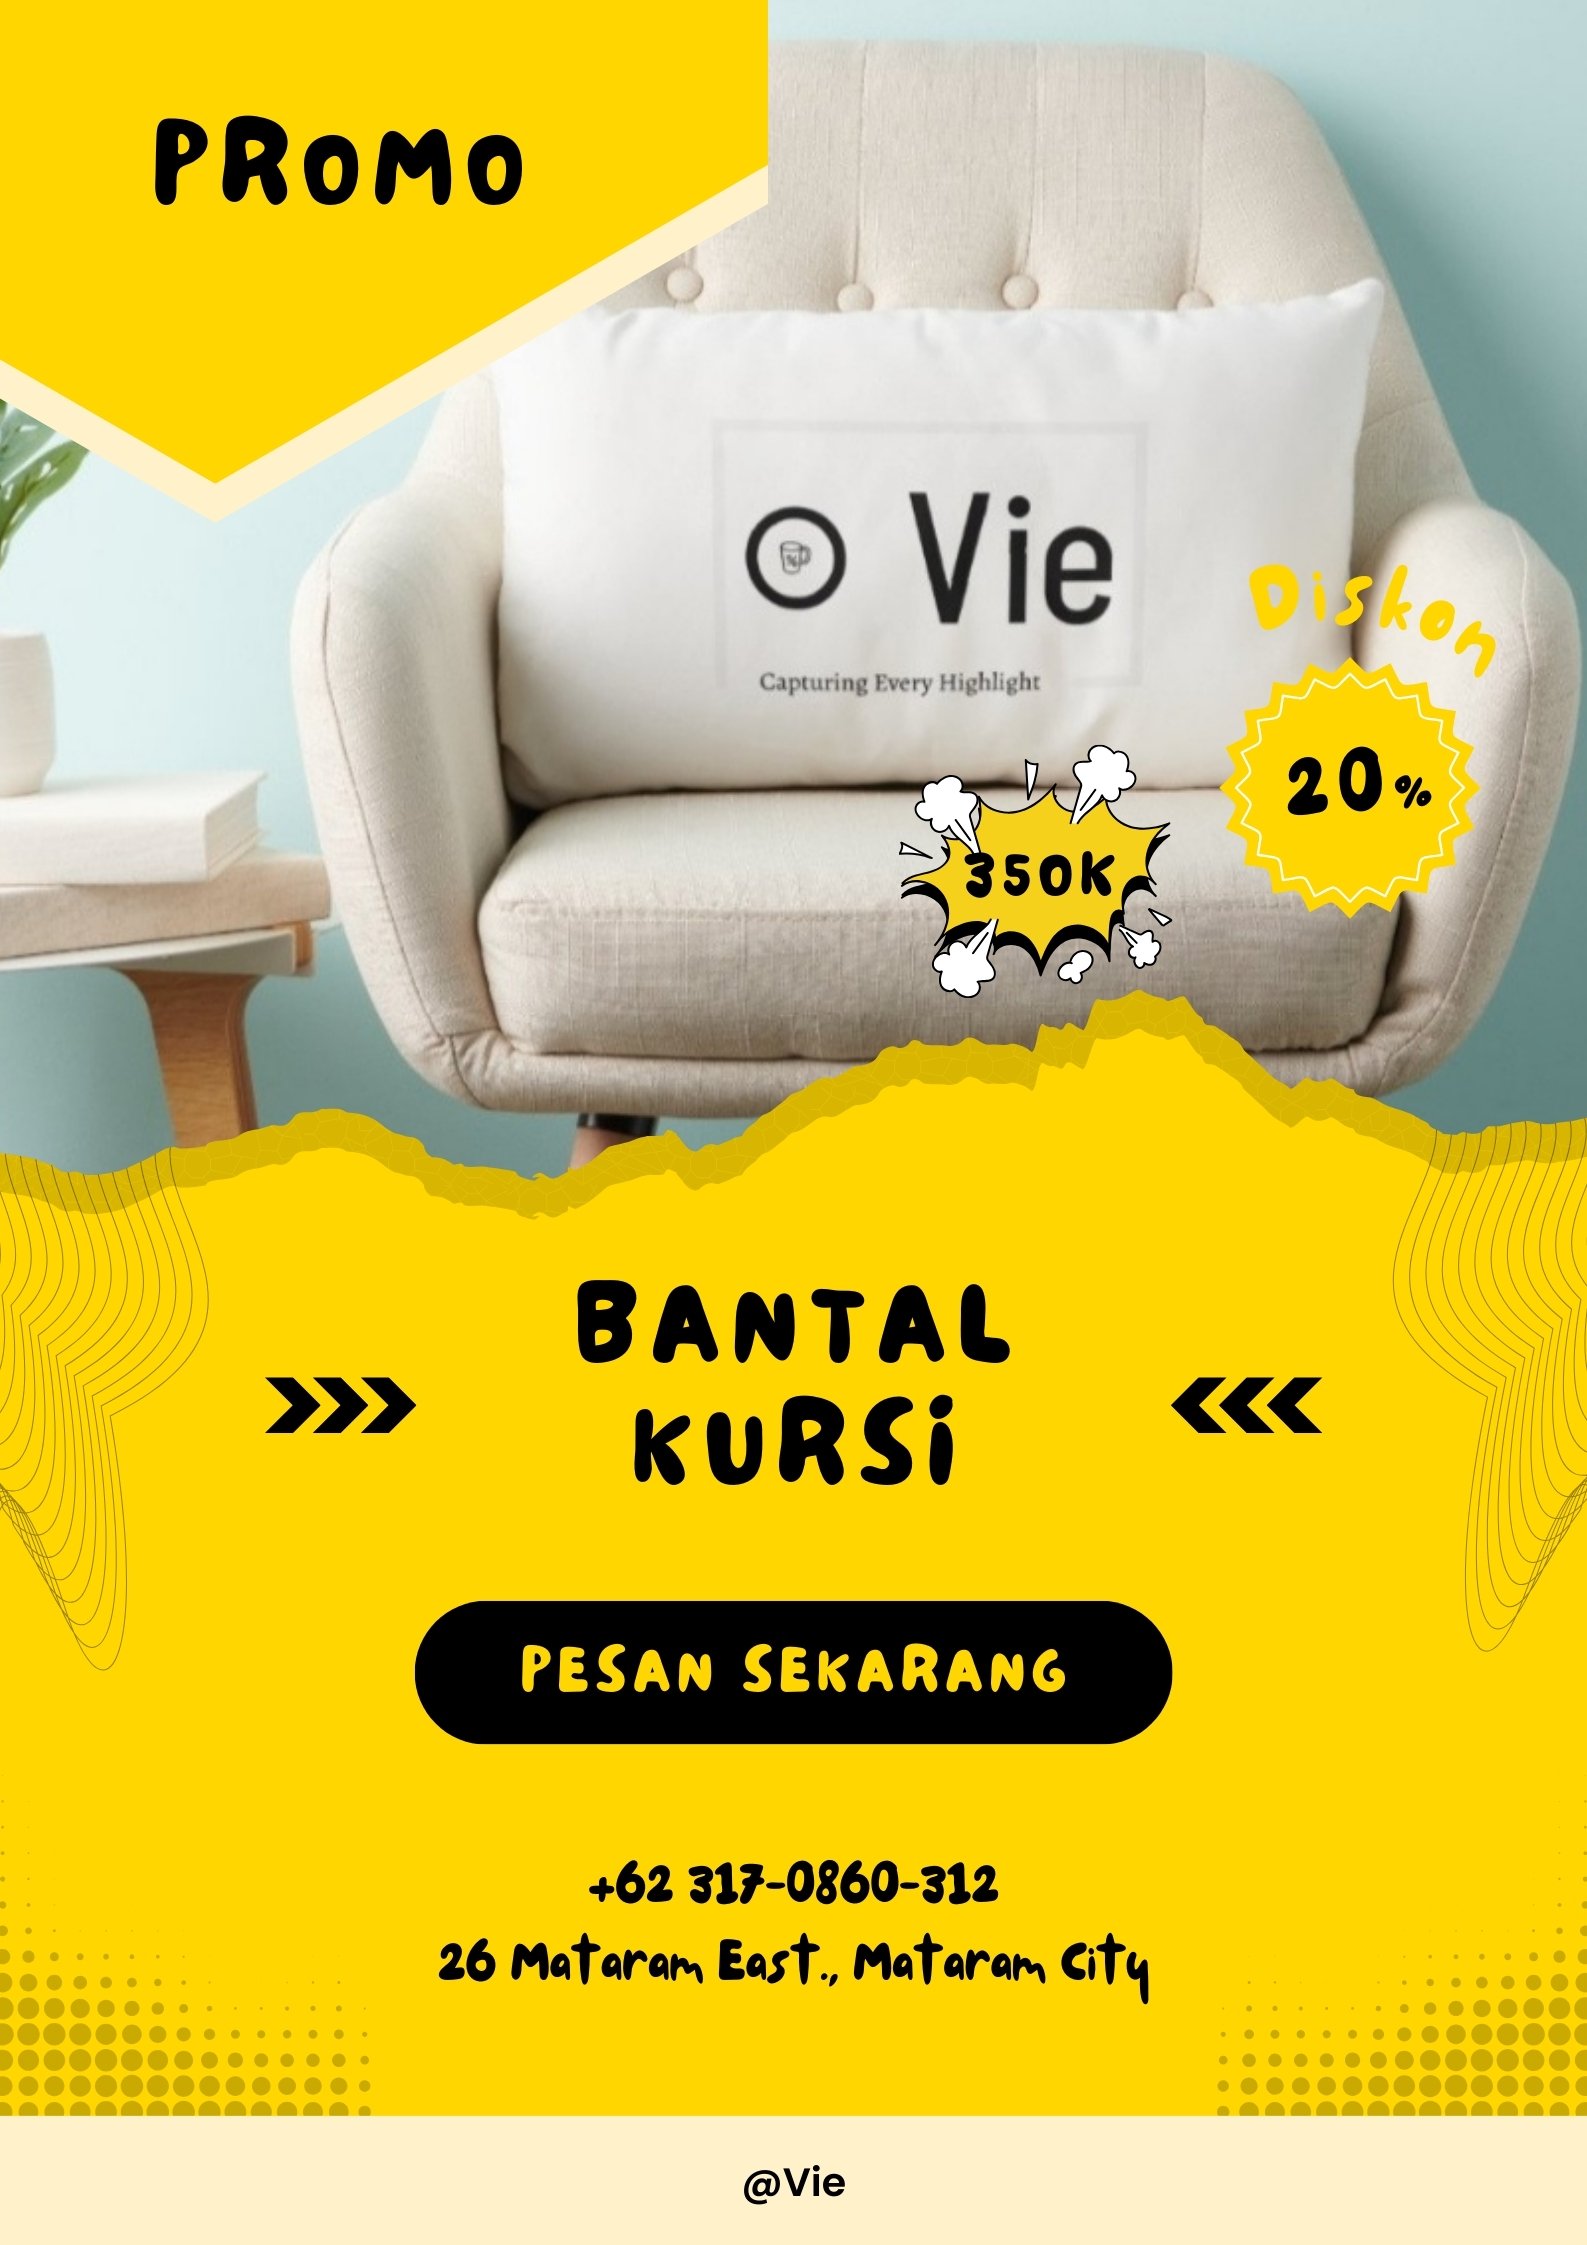 PROMO
Vie
Capturing Every Highlight
Diskon
20%
350K
BANTAL
KURSi
PESAN SEKARANG
+62 317-0860-312
26 Mataram East., Mataram City
@Vie